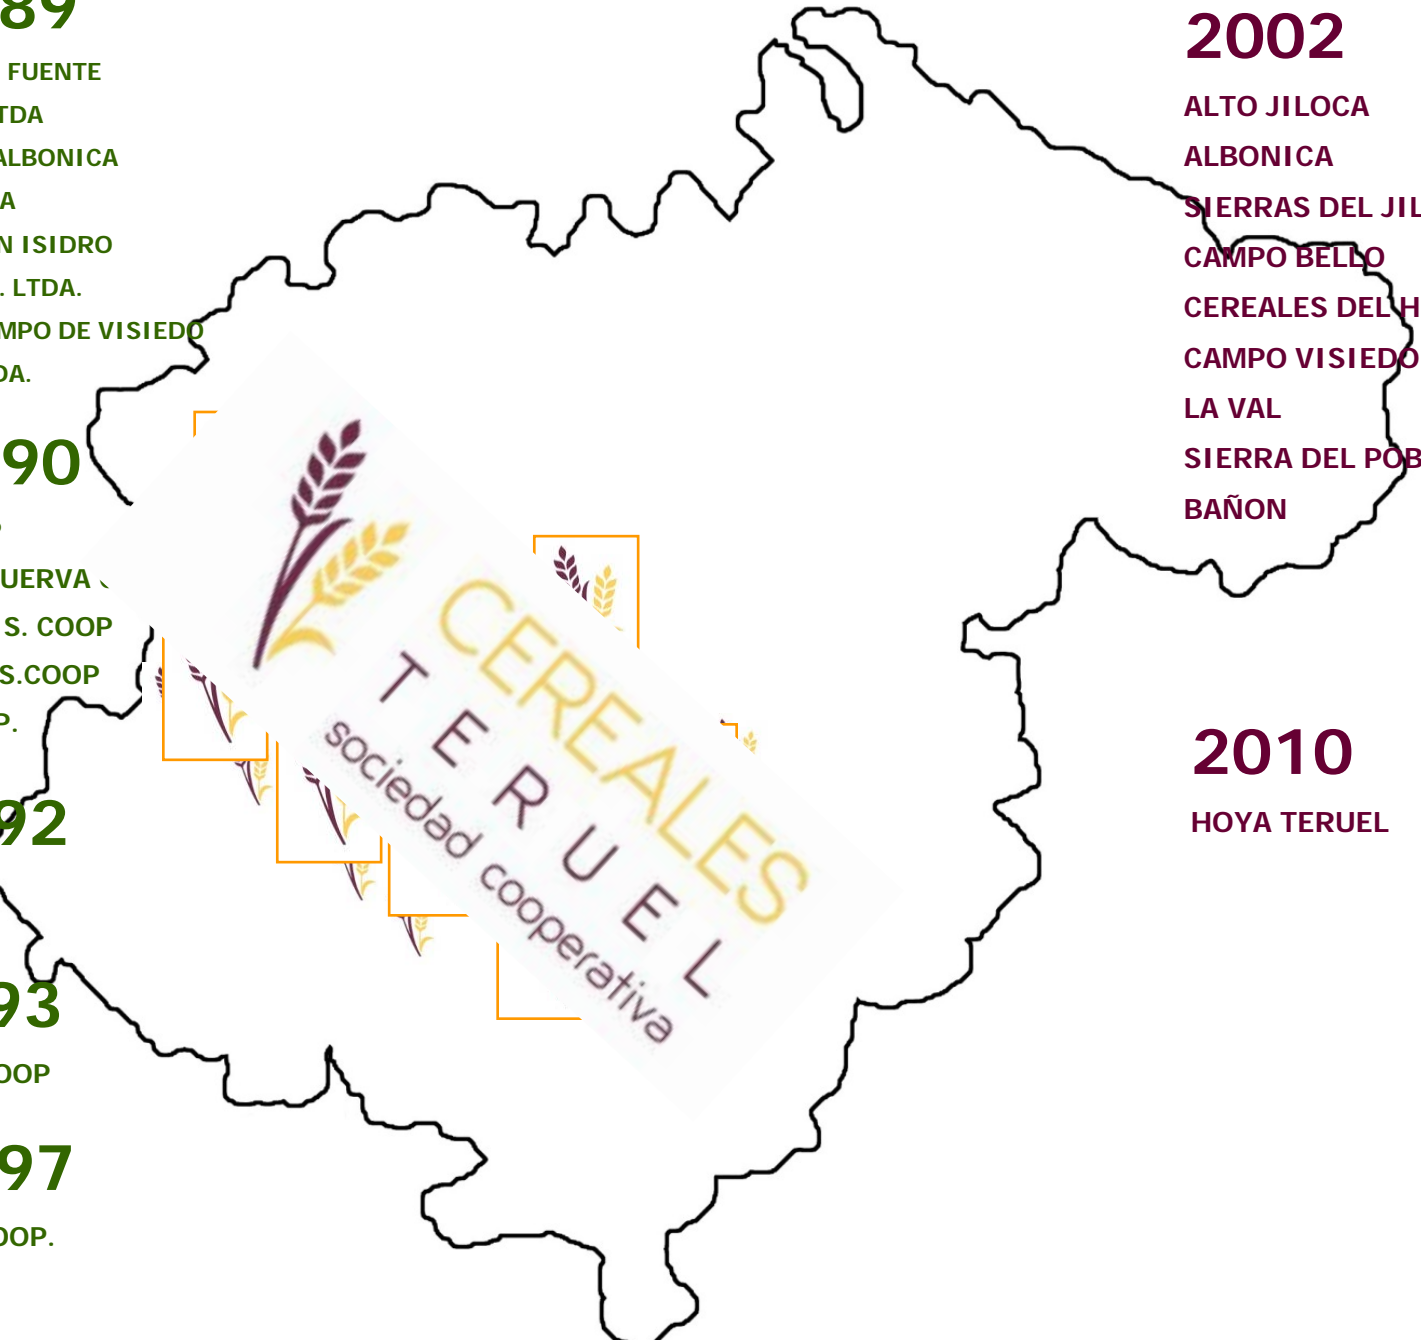 89
FUENTE
TDA
ALBONICA
A
N ISIDRO
. LTDA.
MPO DE VISIEDO
DA.
90
UERVA
S. COOP
S.COOP
P.
92
93
OOP
97
OOP.
CEREALES
TERUEL
sociedad cooperativa
2002
ALTO JILOCA
ALBONICA
SIERRAS DEL JIL
CAMPO BELLO
CEREALES DEL H
CAMPO VISIEDO
LA VAL
SIERRA DEL POB
BAÑON
2010
HOYA TERUEL